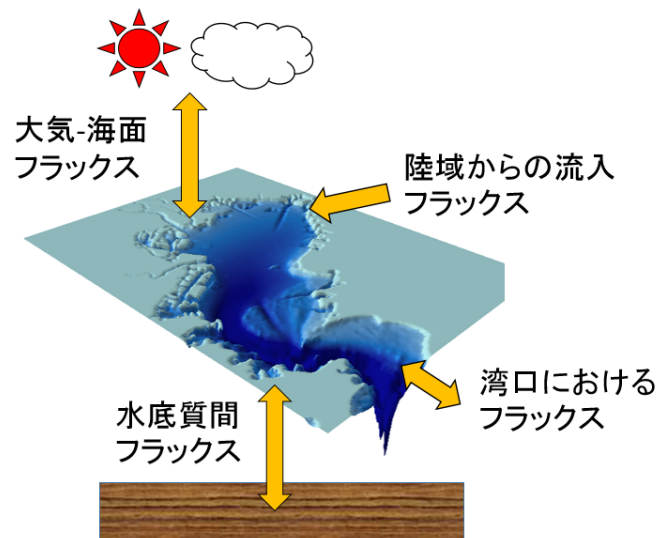 大気-海面
フラックス
陸域からの流入
フラックス
湾口における
フラックス
水底質間
フラックス